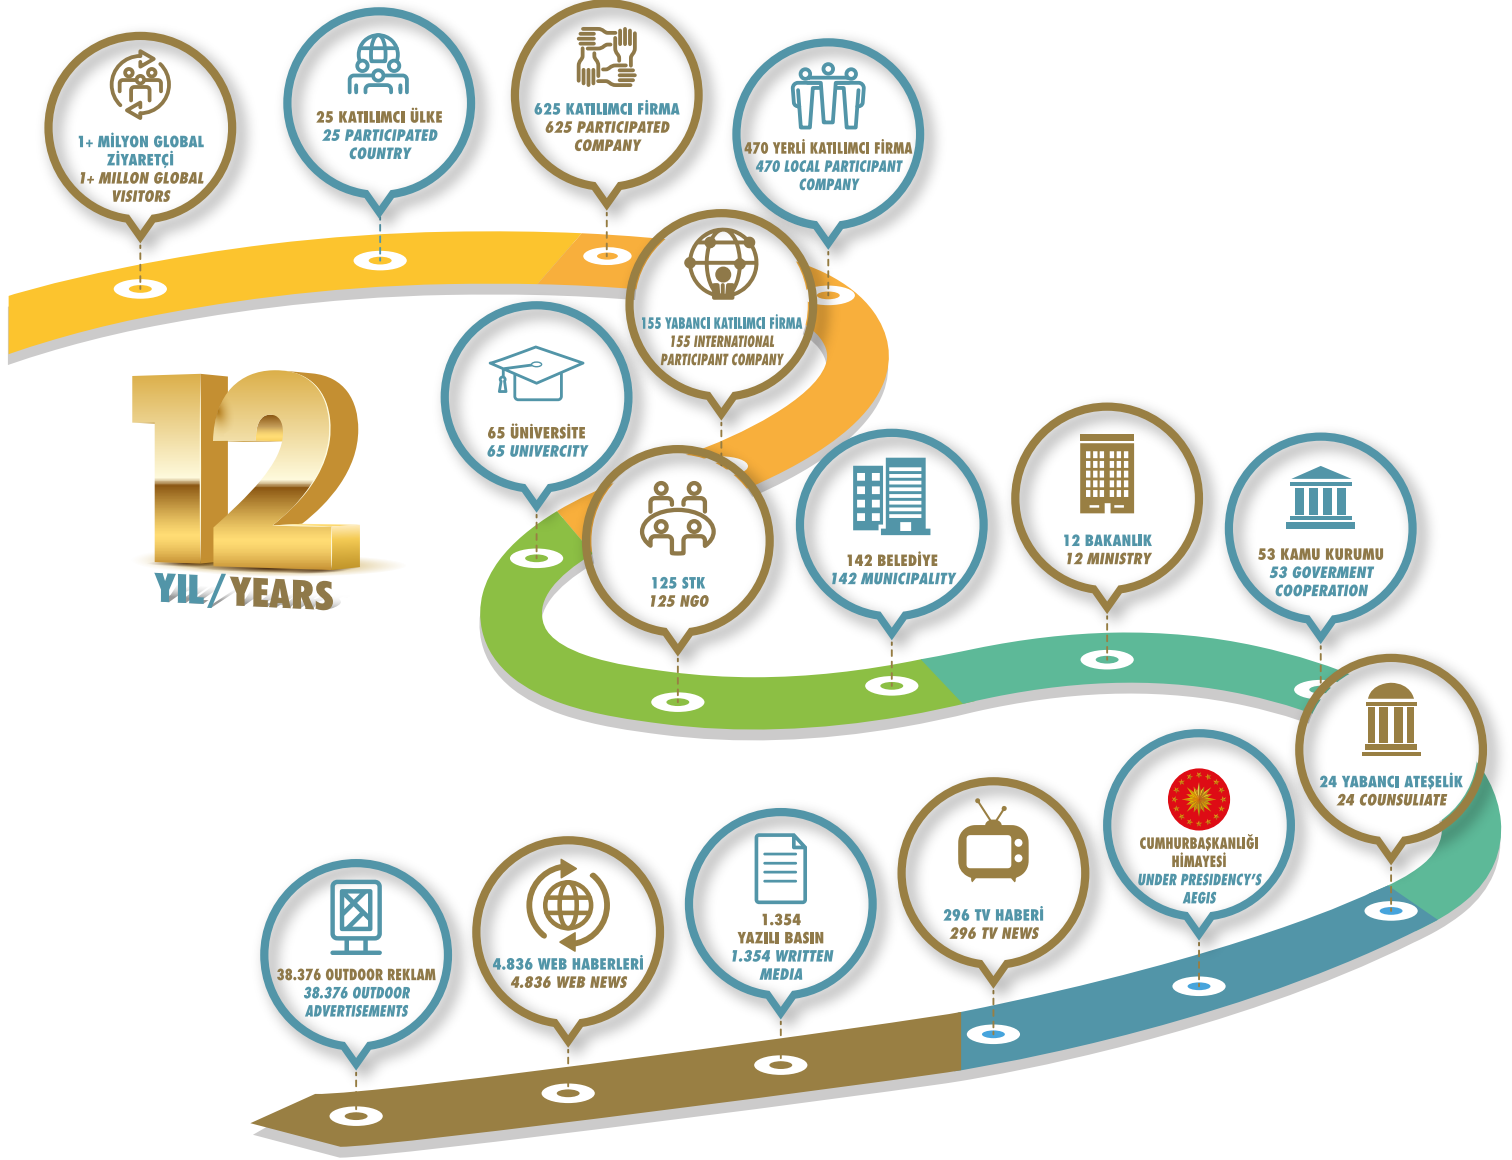 1+ MİLYON GLOBAL
ZİYARETÇİ
1+ MILLON GLOBAL
VISITORS
25 KATILIMCI ÜLKE
25 PARTICIPATED
COUNTRY
625 KATILIMCI FİRMA
625 PARTICIPATED
COMPANY
470 YERLİ KATILIMCI FİRMA
470 LOCAL PARTICIPANT
COMPANY
155 YABANCI KATILIMCI FİRMA
155 INTERNATIONAL
PARTICIPANT COMPANY
65 ÜNİVERSİTE
65 UNIVERCITY
12
YIL/YEARS
125 STK
125 NGO
142 BELEDİYE
142 MUNICIPALITY
12 BAKANLIK
12 MINISTRY
53 KAMU KURUMU
53 GOVERMENT
COOPERATION
24 YABANCI ATEŞELİK
24 COUNSULIATE
CUMHURBAŞKANLIĞI
HİMAYESİ
UNDER PRESIDENCY'S
AEGIS
296 TV HABERİ
296 TV NEWS
1.354
YAZILI BASIN
1.354 WRITTEN
MEDIA
4.836 WEB HABERLERİ
4.836 WEB NEWS
38.376 OUTDOOR REKLAM
38.376 OUTDOOR
ADVERTISEMENTS